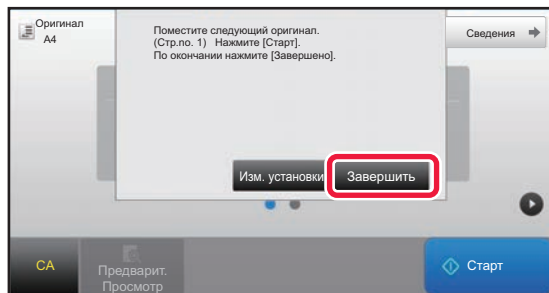 Оригинал
A4
Поместите следующий оригинал.
(Стр.no. 1) Нажмите [Старт].
По окончании нажмите [Завершено].
Сведения
Изм. установки
Завершить
CA
Предварит.
Просмотр
Старт